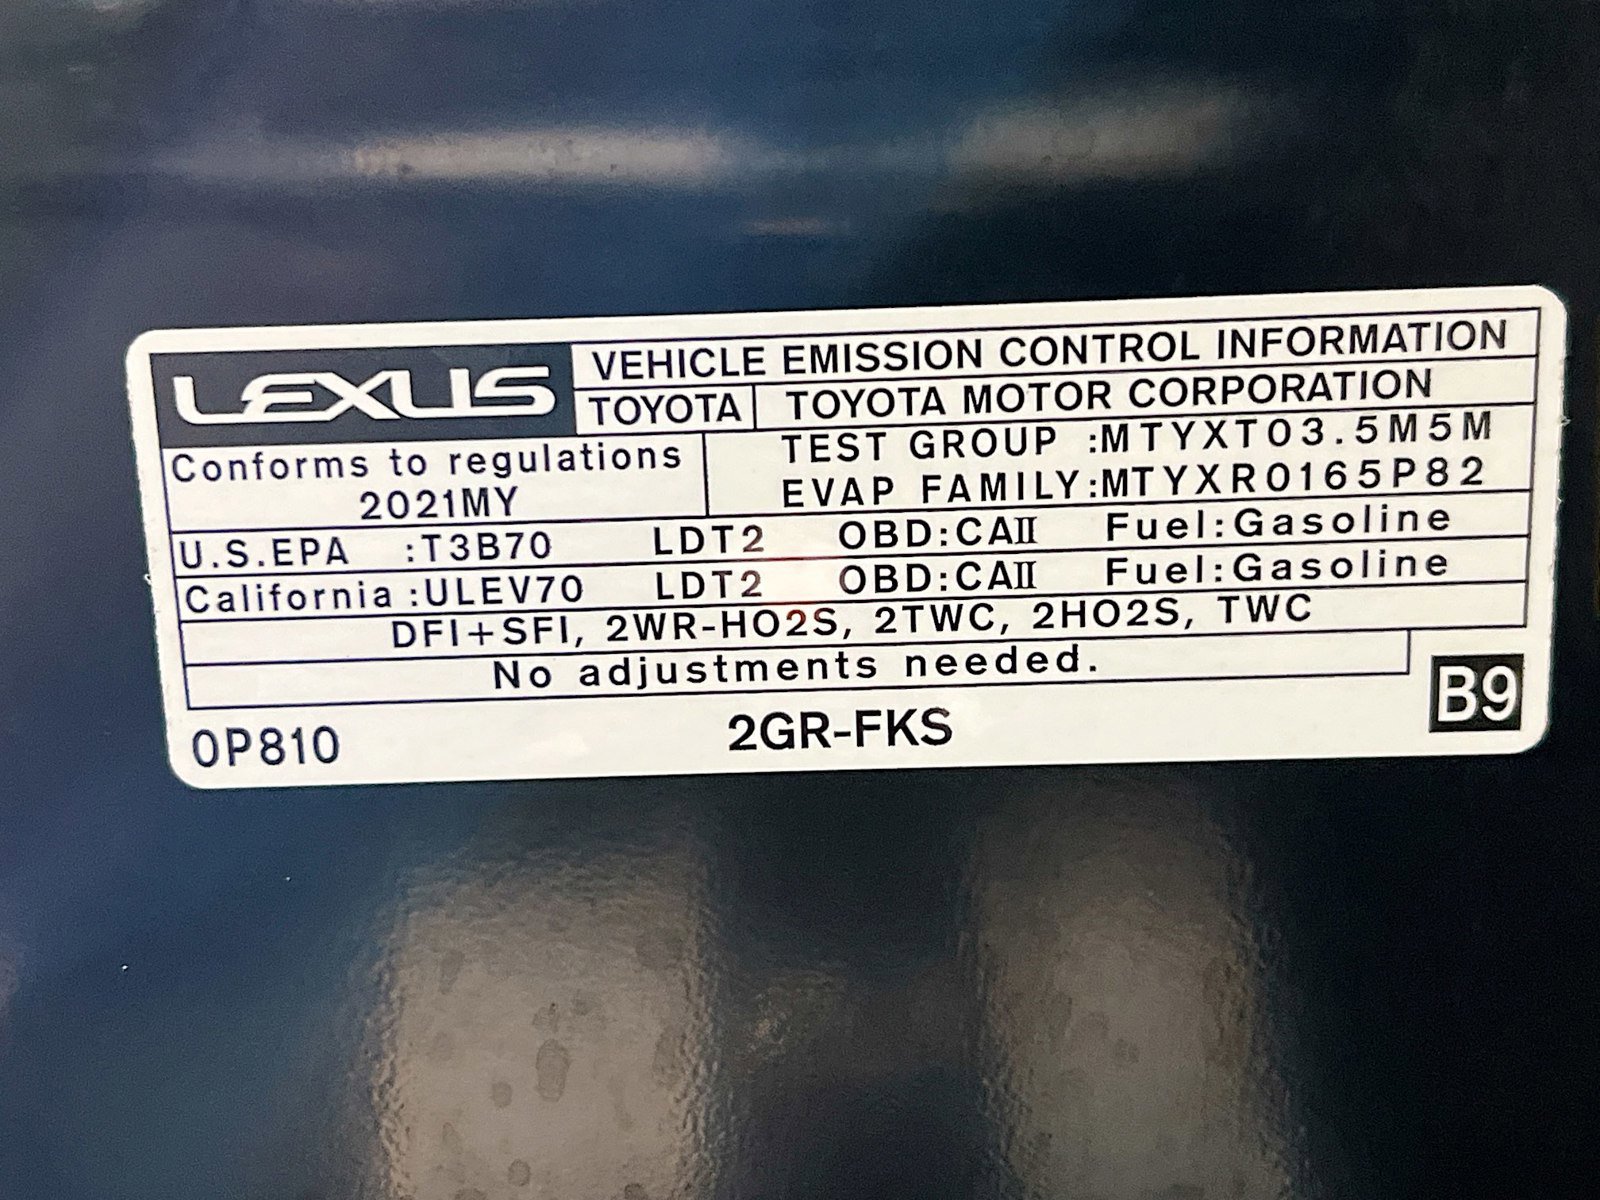 LEXUS
VEHICLE EMISSION CONTROL INFORMATION
TOYOTA TOYOTA MOTOR CORPORATION
Conforms to regulations
2021MY
TEST GROUP :MTYXT03.5M5M
EVAP FAMILY:MTYXR0165P82
U.S.EPA :T3B70 LDT2 OBD:CAⅡ Fuel:Gasoline
California :ULEV70 LDT2 OBD:CAⅡ Fuel:Gasoline
DFI+SFI, 2WR-HO2S, 2TWC, 2HO2S, TWC
No adjustments needed.
0P810 2GR-FKS B9